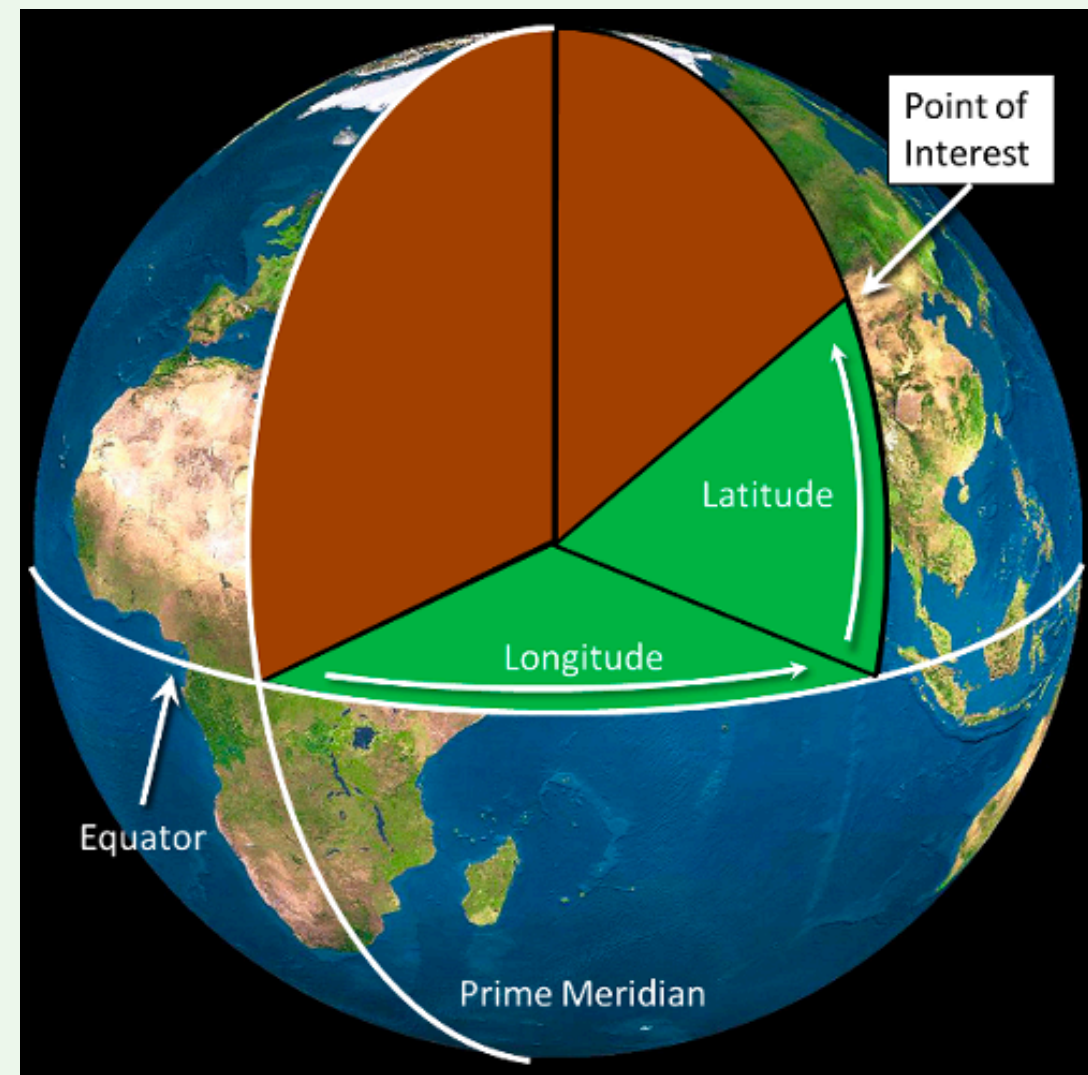 Point of
Interest
Latitude
Longitude
Equator
Prime Meridian